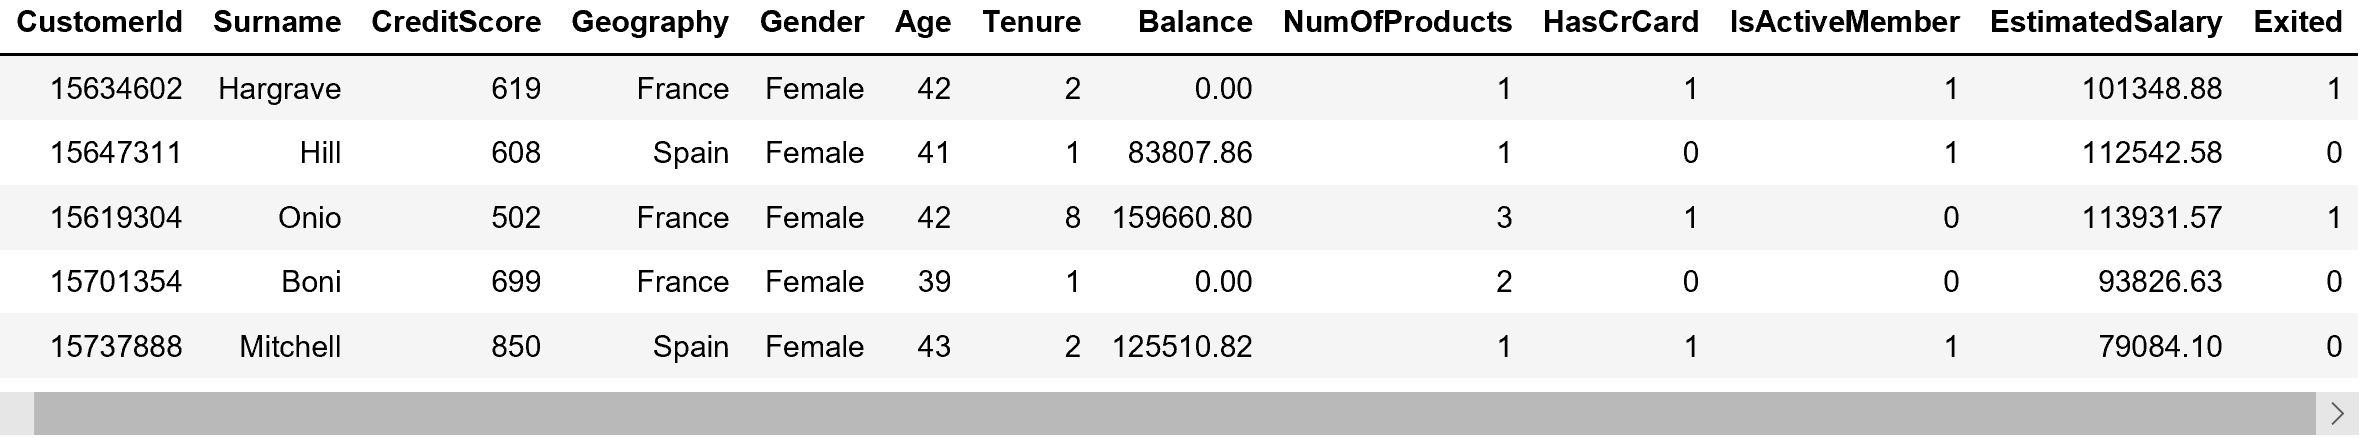 CustomerId Surname CreditScore Geography Gender Age Tenure Balance NumOfProducts HasCrCard IsActiveMember EstimatedSalary Exited
15634602 Hargrave 619 France Female 42 2 0.00 1 1 1 101348.88 1
15647311 Hill 608 Spain Female 41 1 83807.86 1 0 1 112542.58 0
15619304 Onio 502 France Female 42 8 159660.80 3 1 0 113931.57 1
15701354 Boni 699 France Female 39 1 0.00 2 0 0 93826.63 0
15737888 Mitchell 850 Spain Female 43 2 125510.82 1 1 1 79084.10 0